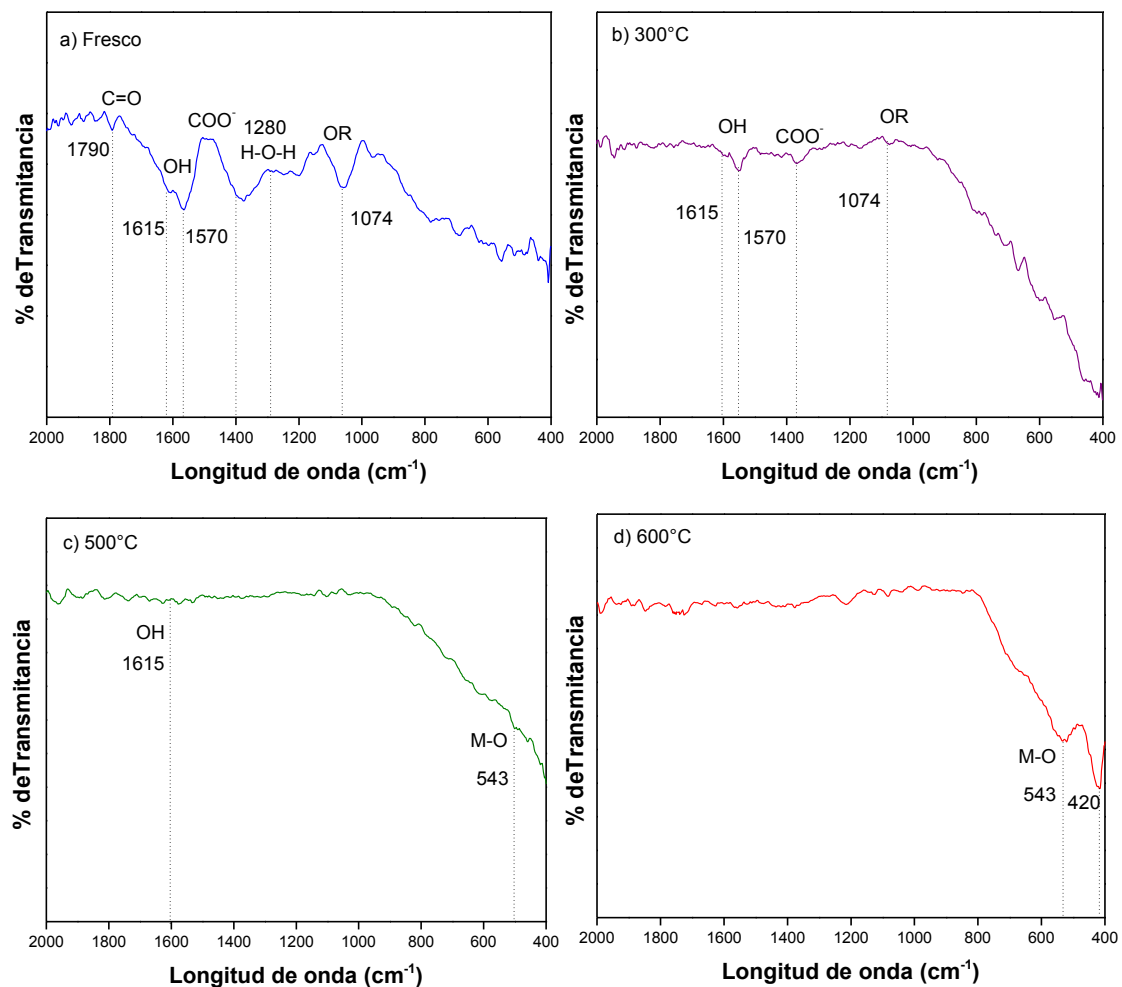 a) Fresco
C=O
COO⁻
1280
OR
H-O-H
1790
OH
1615
1570
1074
% deTransmitancia
2000 1800 1600 1400 1200 1000 800 600 400
Longitud de onda (cm⁻¹)
b) 300°C
OH
COO⁻
OR
1615
1570
1074
% deTransmitancia
2000 1800 1600 1400 1200 1000 800 600 400
Longitud de onda (cm⁻¹)
c) 500°C
OH
1615
M-O
543
% deTransmitancia
2000 1800 1600 1400 1200 1000 800 600 400
Longitud de onda (cm⁻¹)
d) 600°C
M-O
543 420
% deTransmitancia
2000 1800 1600 1400 1200 1000 800 600 400
Longitud de onda (cm⁻¹)